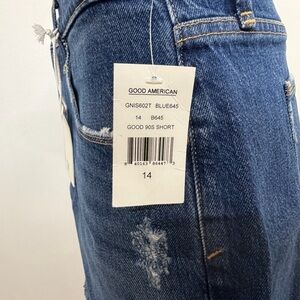 GOOD AMERICAN
GNIS602T BLUE645
14 B645
GOOD 90S SHORT
14